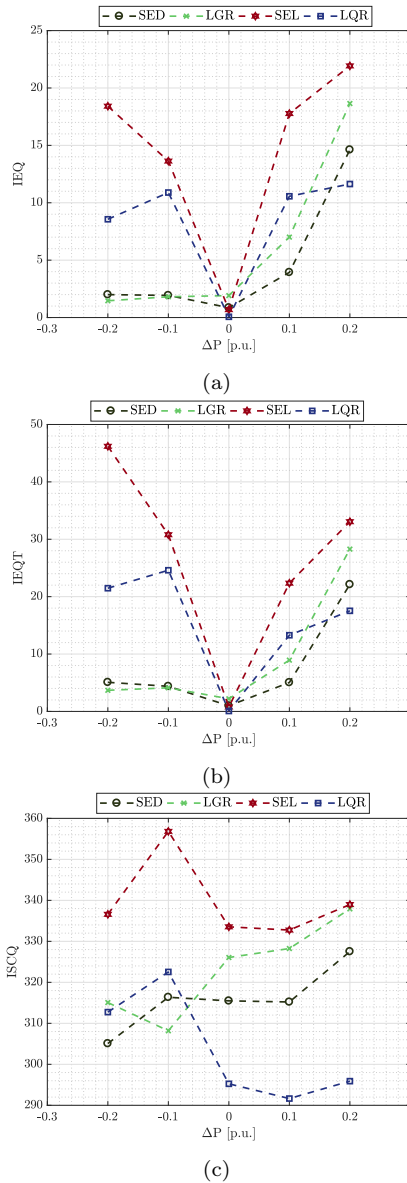 SED LGR SEL LQR
25
20
15
10
5
0
IEQ
-0.3 -0.2 -0.1 0 0.1 0.2
ΔP [p.u.]
(a)
SED LGR SEL LQR
50
40
30
20
10
0
IEQT
-0.3 -0.2 -0.1 0 0.1 0.2
ΔP [p.u.]
(b)
SED LGR SEL LQR
360
350
340
330
320
310
300
290
ISCQ
-0.3 -0.2 -0.1 0 0.1 0.2
ΔP [p.u.]
(c)